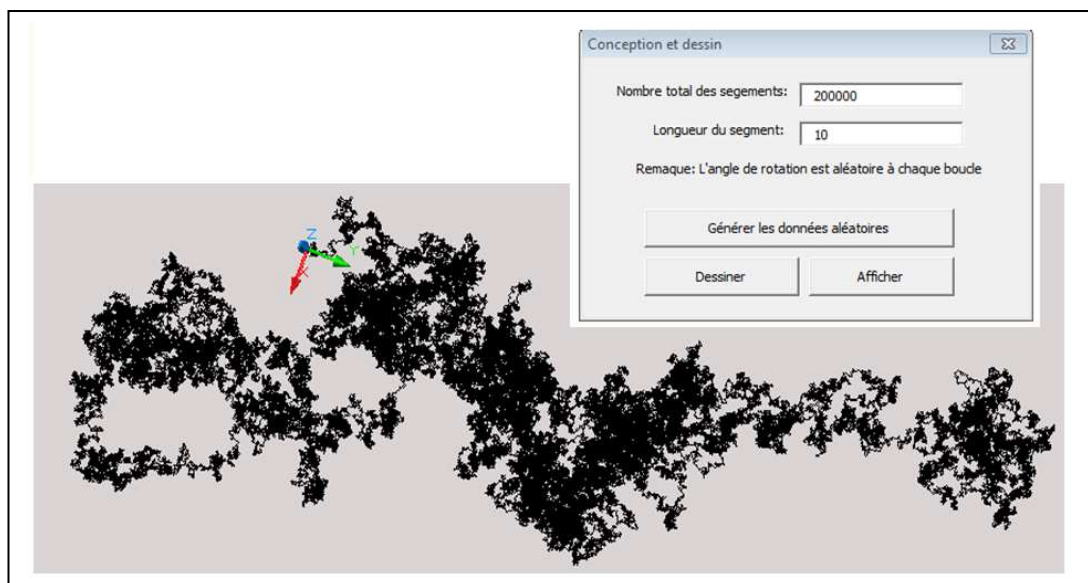 Conception et dessin
Nombre total des segements: 200000
Longueur du segment: 10
Remaque: L'angle de rotation est aléatoire à chaque boucle
Générer les données aléatoires
Dessiner Afficher
Z
Y
X